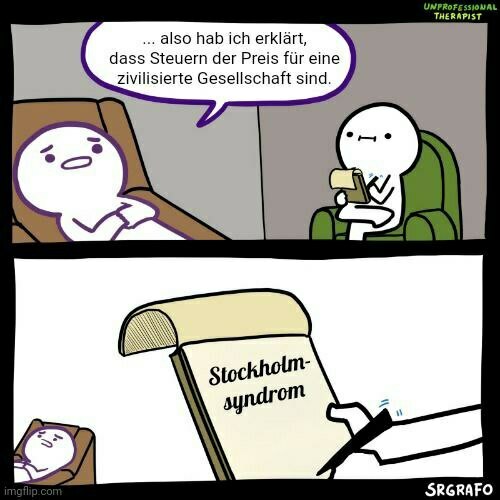 UNPROFESSIONAL
THERAPIST
... also hab ich erklärt,
dass Steuern der Preis für eine
zivilisierte Gesellschaft sind.
Stockholm-
syndrom
imgflip.com
SRGRAFO